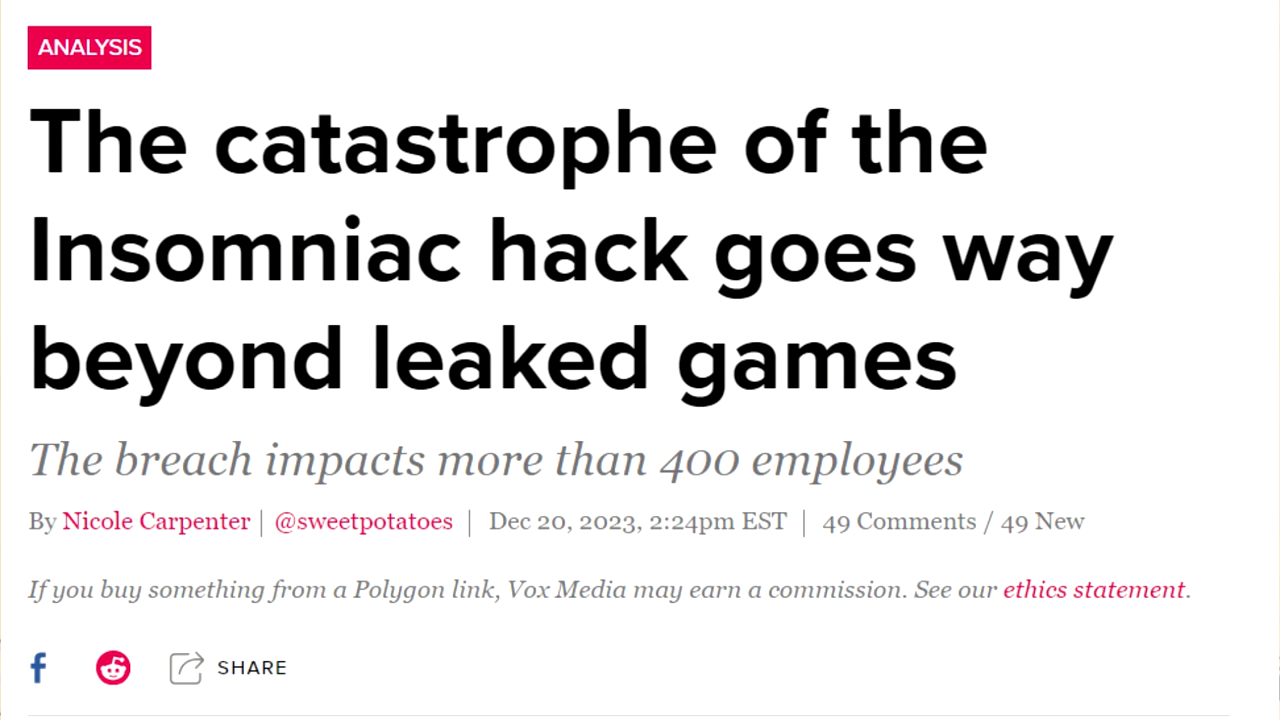 ANALYSIS
The catastrophe of the
Insomniac hack goes way
beyond leaked games
The breach impacts more than 400 employees
By Nicole Carpenter | @sweetpotatoes | Dec 20, 2023, 2:24pm EST | 49 Comments / 49 New
If you buy something from a Polygon link, Vox Media may earn a commission. See our ethics statement.
SHARE